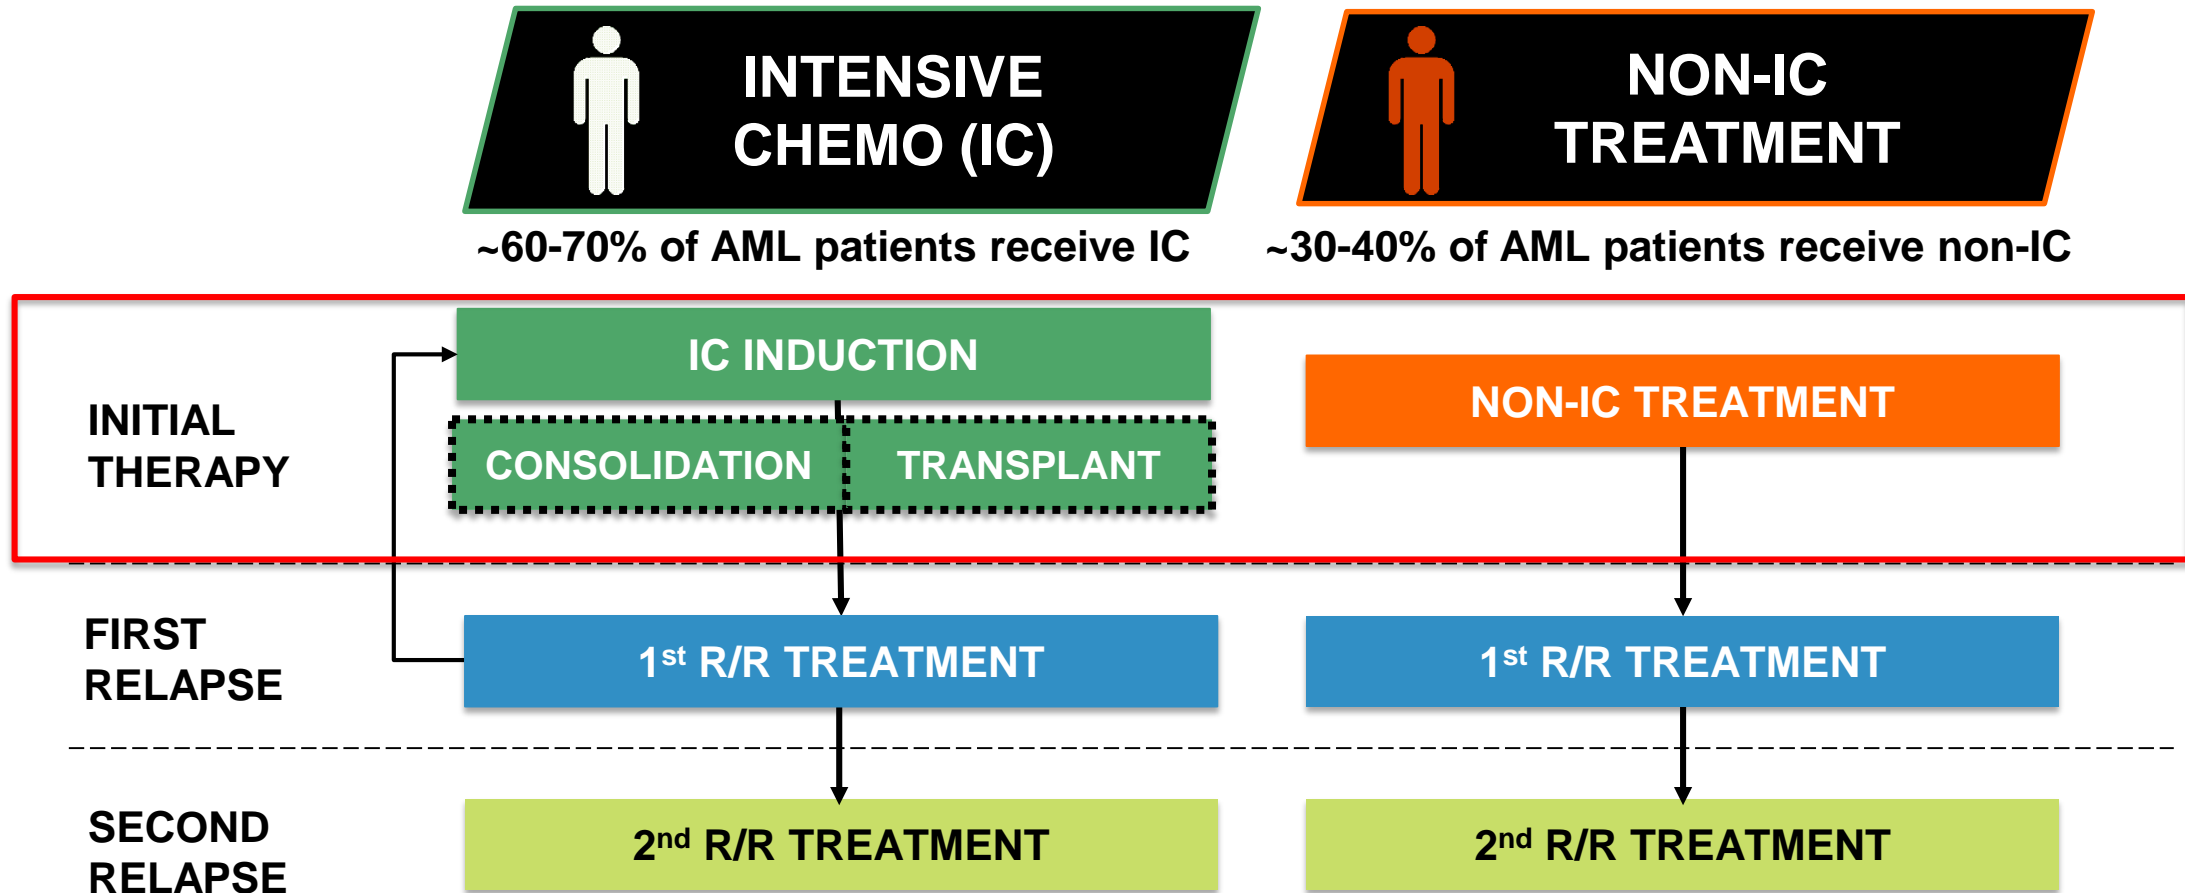 INTENSIVE
CHEMO (IC)
NON-IC
TREATMENT
~60-70% of AML patients receive IC
~30-40% of AML patients receive non-IC
INITIAL
THERAPY
IC INDUCTION
CONSOLIDATION
TRANSPLANT
NON-IC TREATMENT
FIRST
RELAPSE
1st R/R TREATMENT
1st R/R TREATMENT
SECOND
RELAPSE
2nd R/R TREATMENT
2nd R/R TREATMENT